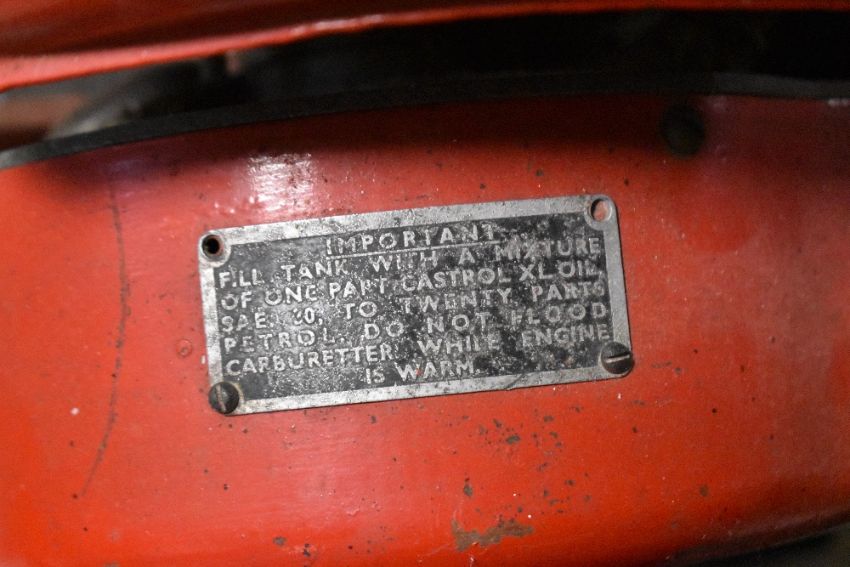 IMPORTANT
FILL TANK WITH A MIXTURE
OF ONE PART CASTROL XL OIL,
SAE. 30, TO TWENTY PARTS
PETROL. DO NOT FLOOD
CARBURETTER WHILE ENGINE
IS WARM.